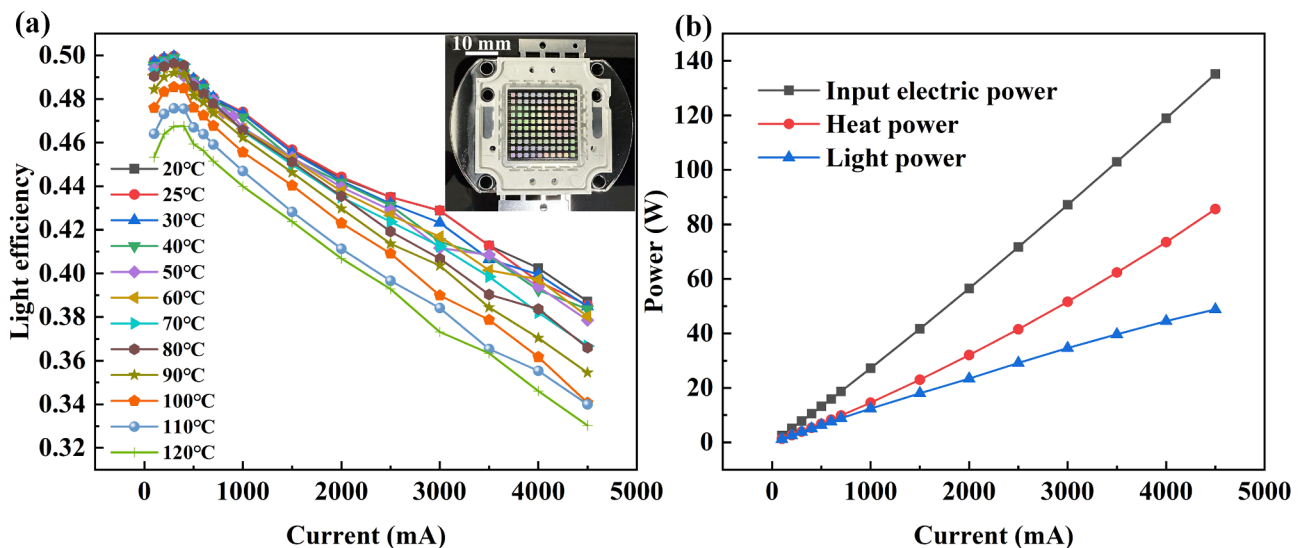 (a)
Light efficiency
0.50
0.48
0.46
0.44
0.42
0.40
0.38
0.36
0.34
0.32
20℃
25℃
30℃
40℃
50℃
60℃
70℃
80℃
90℃
100℃
110℃
120℃
10 mm
0 1000 2000 3000 4000 5000
Current (mA)
(b)
Power (W)
140
120
100
80
60
40
20
0
Input electric power
Heat power
Light power
0 1000 2000 3000 4000 5000
Current (mA)